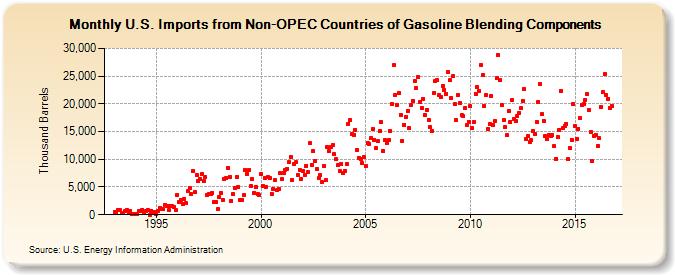 Monthly U.S. Imports from Non-OPEC Countries of Gasoline Blending Components
Thousand Barrels
30,000
25,000
20,000
15,000
10,000
5,000
0
1995 2000 2005 2010 2015
Source: U.S. Energy Information Administration